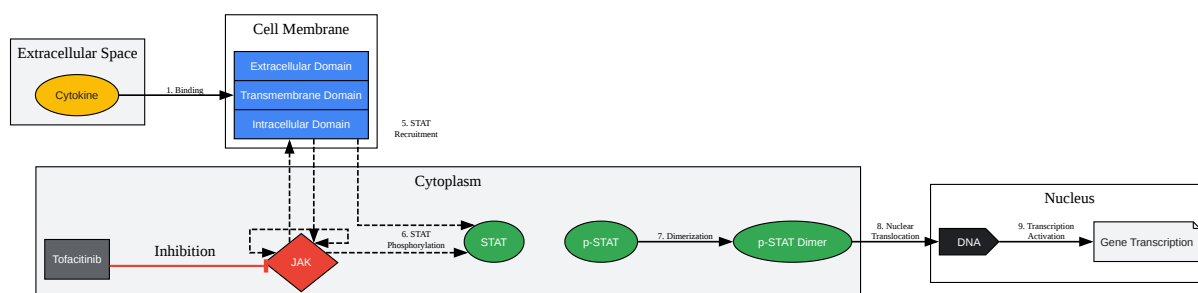 Cell Membrane
Extracellular Space
Extracellular Domain
Cytokine
1. Binding
Transmembrane Domain
Intracellular Domain
5. STAT
Recruitment
Cytoplasm
Nucleus
Tofacitinib
Inhibition
JAK
6. STAT
Phosphorylation
STAT
p-STAT
7. Dimerization
p-STAT Dimer
8. Nuclear
Translocation
DNA
9. Transcription
Activation
Gene Transcription